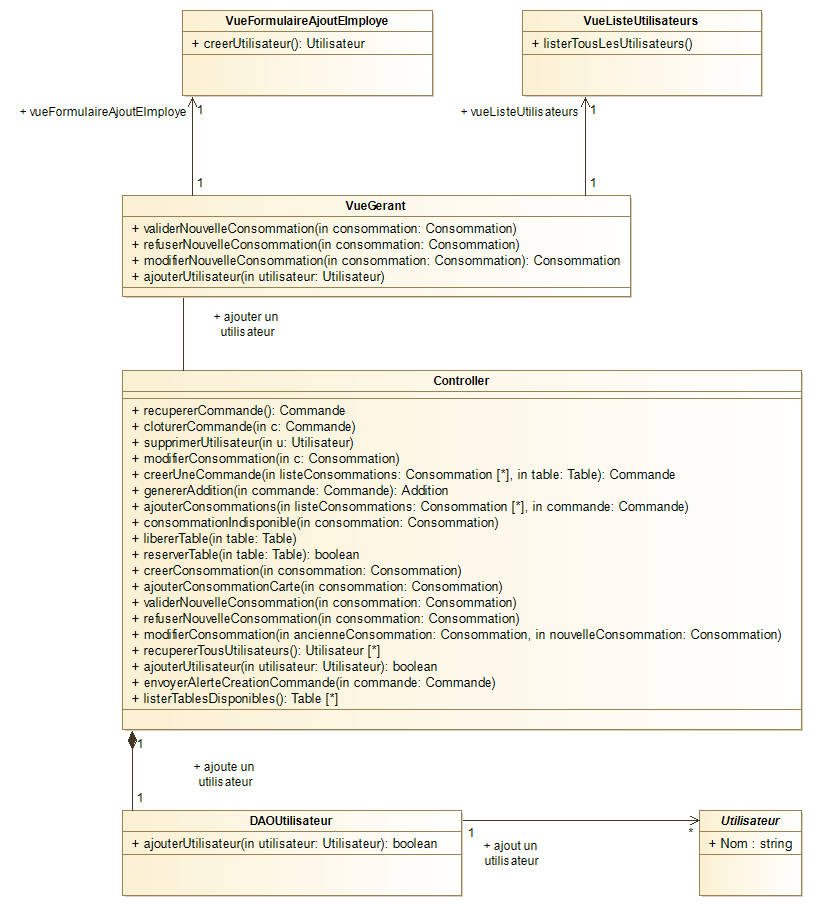 VueFormulaireAjoutEImploye
+ creerUtilisateur(): Utilisateur
VueListeUtilisateurs
+ listerTousLesUtilisateurs()
+ vueFormulaireAjoutEImploye
1
+ vueListeUtilisateurs
1
1
1
VueGerant
+ validerNouvelleConsommation(in consommation: Consommation)
+ refuserNouvelleConsommation(in consommation: Consommation)
+ modifierNouvelleConsommation(in consommation: Consommation): Consommation
+ ajouterUtilisateur(in utilisateur: Utilisateur)
+ ajouter un
utilisateur
Controller
+ recupererCommande(): Commande
+ cloturerCommande(in c: Commande)
+ supprimerUtilisateur(in u: Utilisateur)
+ modifierConsommation(in c: Consommation)
+ creerUneCommande(in listeConsommations: Consommation [*], in table: Table): Commande
+ genererAddition(in commande: Commande): Addition
+ ajouterConsommations(in listeConsommations: Consommation [*], in commande: Commande)
+ consommationIndisponible(in consommation: Consommation)
+ libererTable(in table: Table)
+ reserverTable(in table: Table): boolean
+ creerConsommation(in consommation: Consommation)
+ ajouterConsommationCarte(in consommation: Consommation)
+ validerNouvelleConsommation(in consommation: Consommation)
+ refuserNouvelleConsommation(in consommation: Consommation)
+ modifierConsommation(in ancienneConsommation: Consommation, in nouvelleConsommation: Consommation)
+ recupererTousUtilisateurs(): Utilisateur [*]
+ ajouterUtilisateur(in utilisateur: Utilisateur): boolean
+ envoyerAlerteCreationCommande(in commande: Commande)
+ listerTablesDisponibles(): Table [*]
1
+ ajoute un
utilisateur
1
DAOUtilisateur
+ ajouterUtilisateur(in utilisateur: Utilisateur): boolean
1
+ ajout un
utilisateur
*
Utilisateur
+ Nom : string